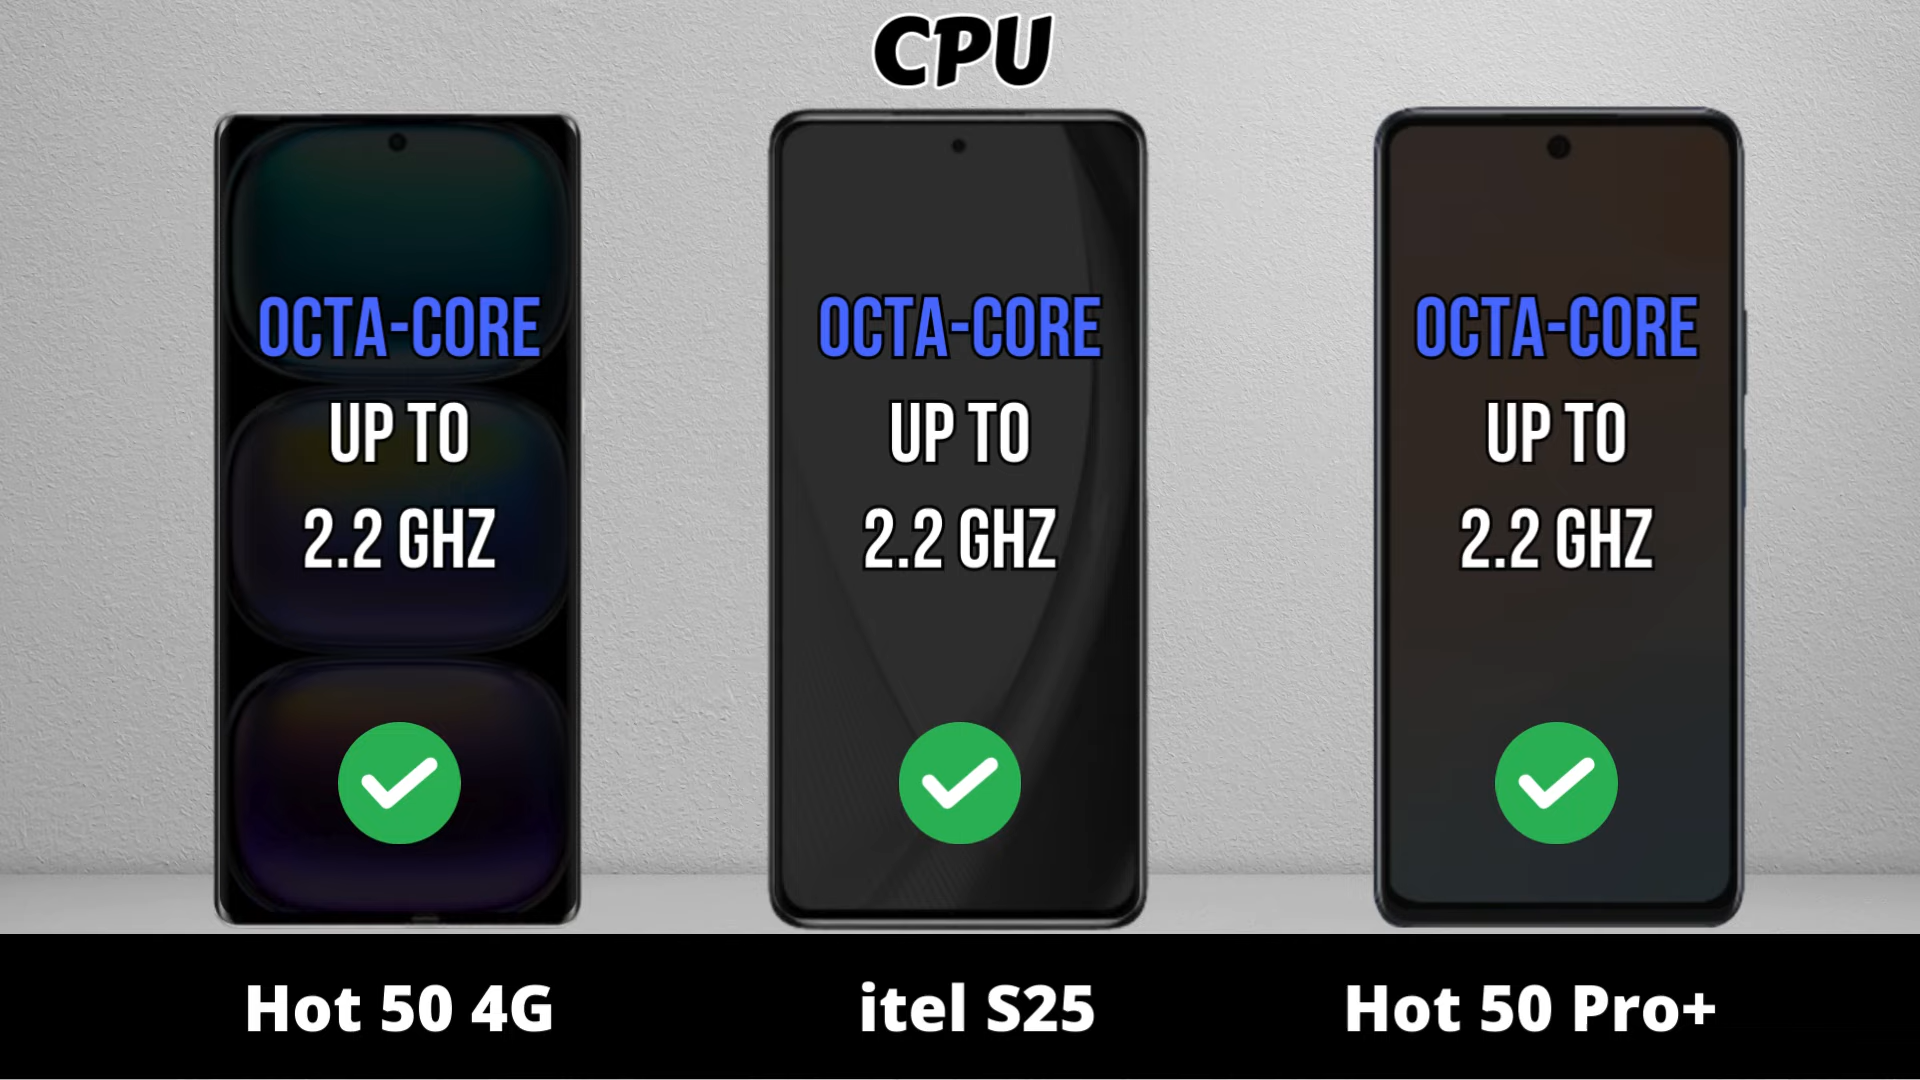 CPU
OCTA-CORE
UP TO
2.2 GHZ
OCTA-CORE
UP TO
2.2 GHZ
OCTA-CORE
UP TO
2.2 GHZ
Hot 50 4G
itel S25
Hot 50 Pro+